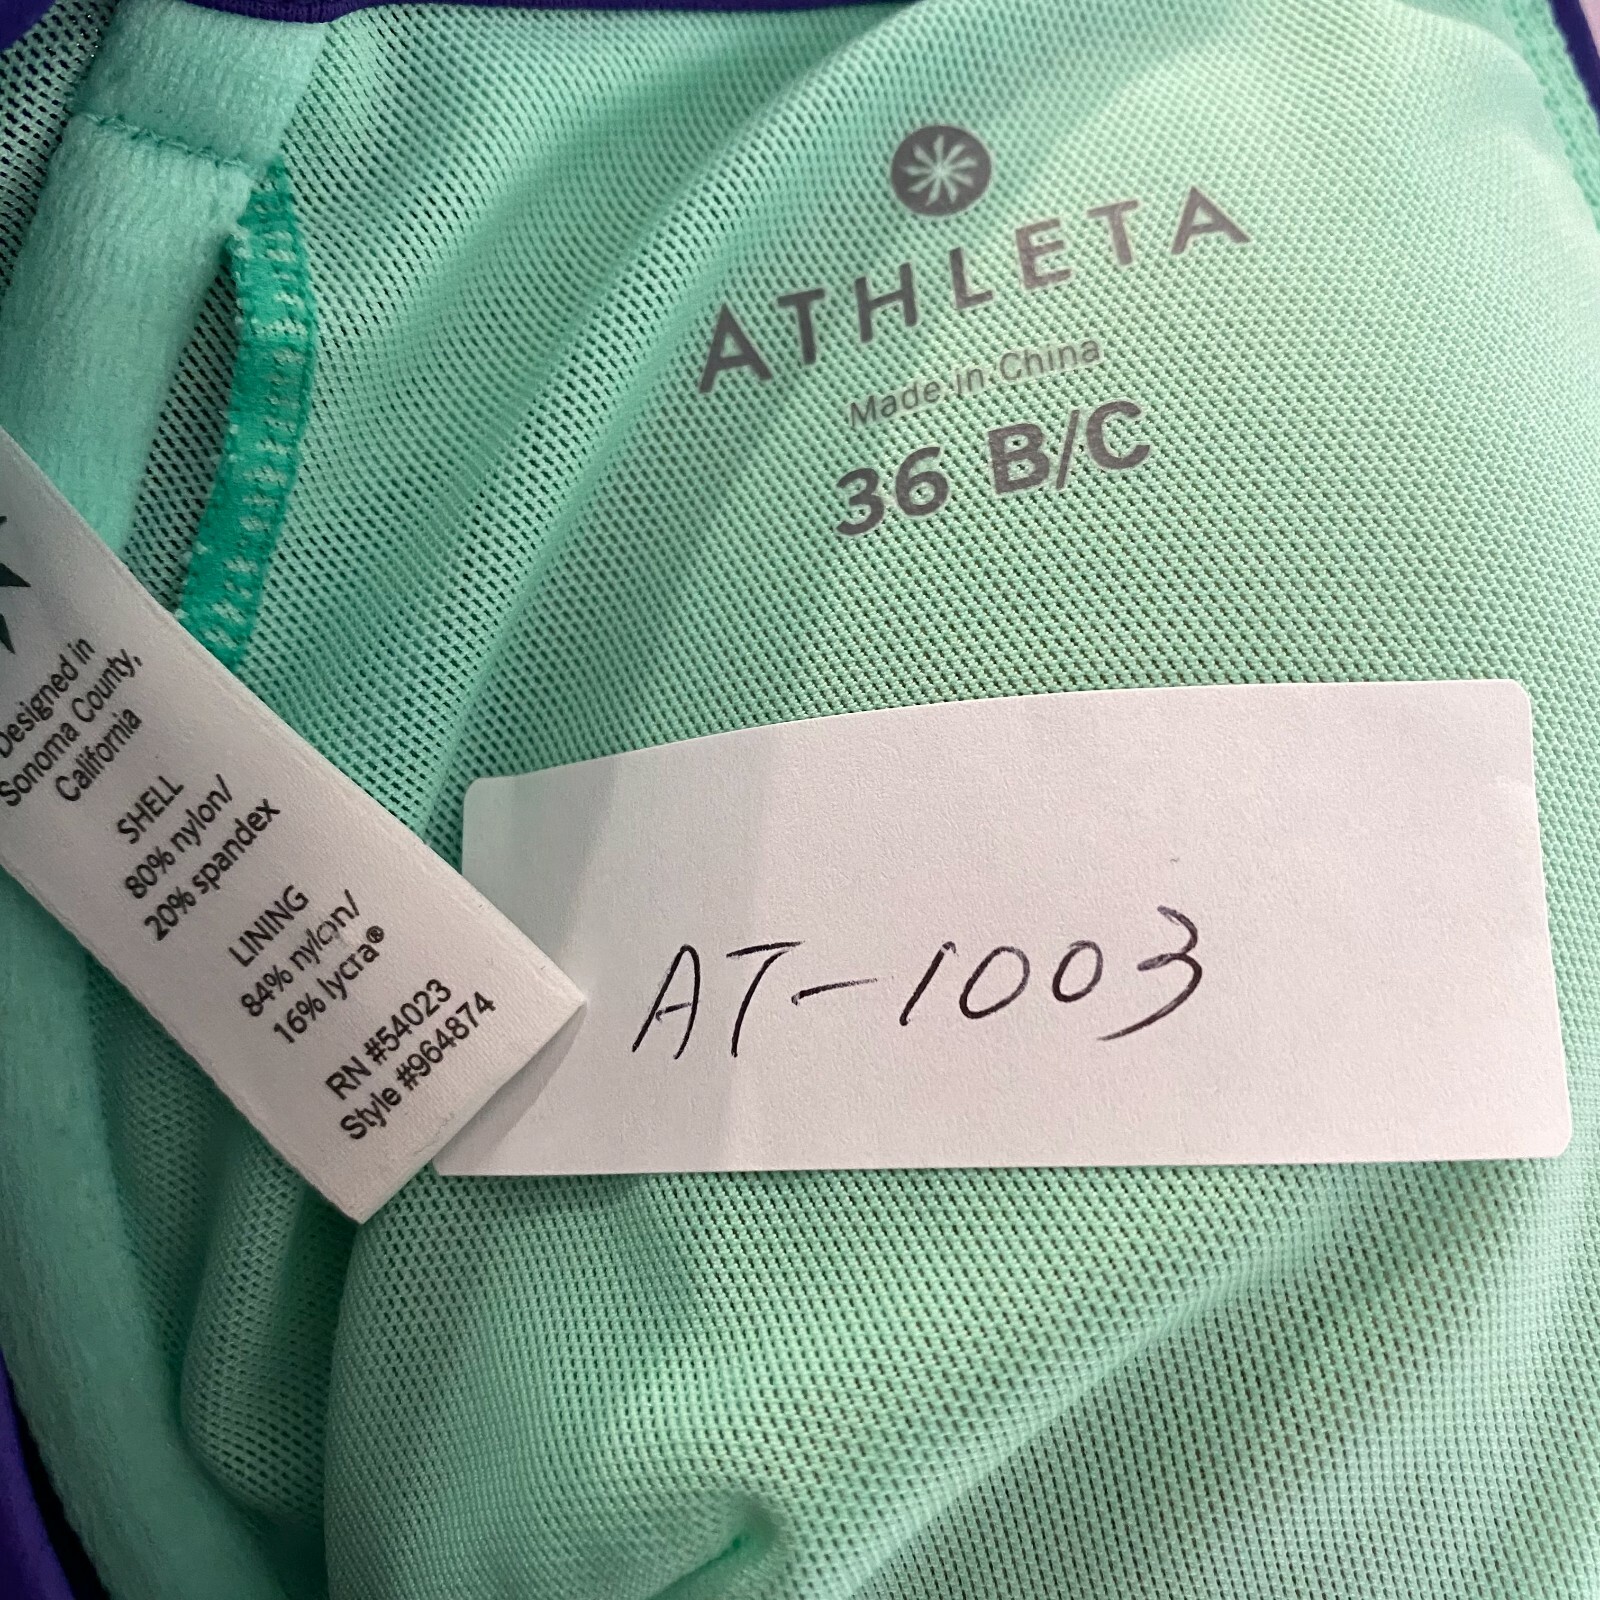 ATHLETA
Made in China
36 B/C
Designed in
Sonoma County,
California
SHELL
80% nylon/
20% spandex
LINING
84% nylon/
16% lycra®
RN #54023
Style #964874
AT-1003